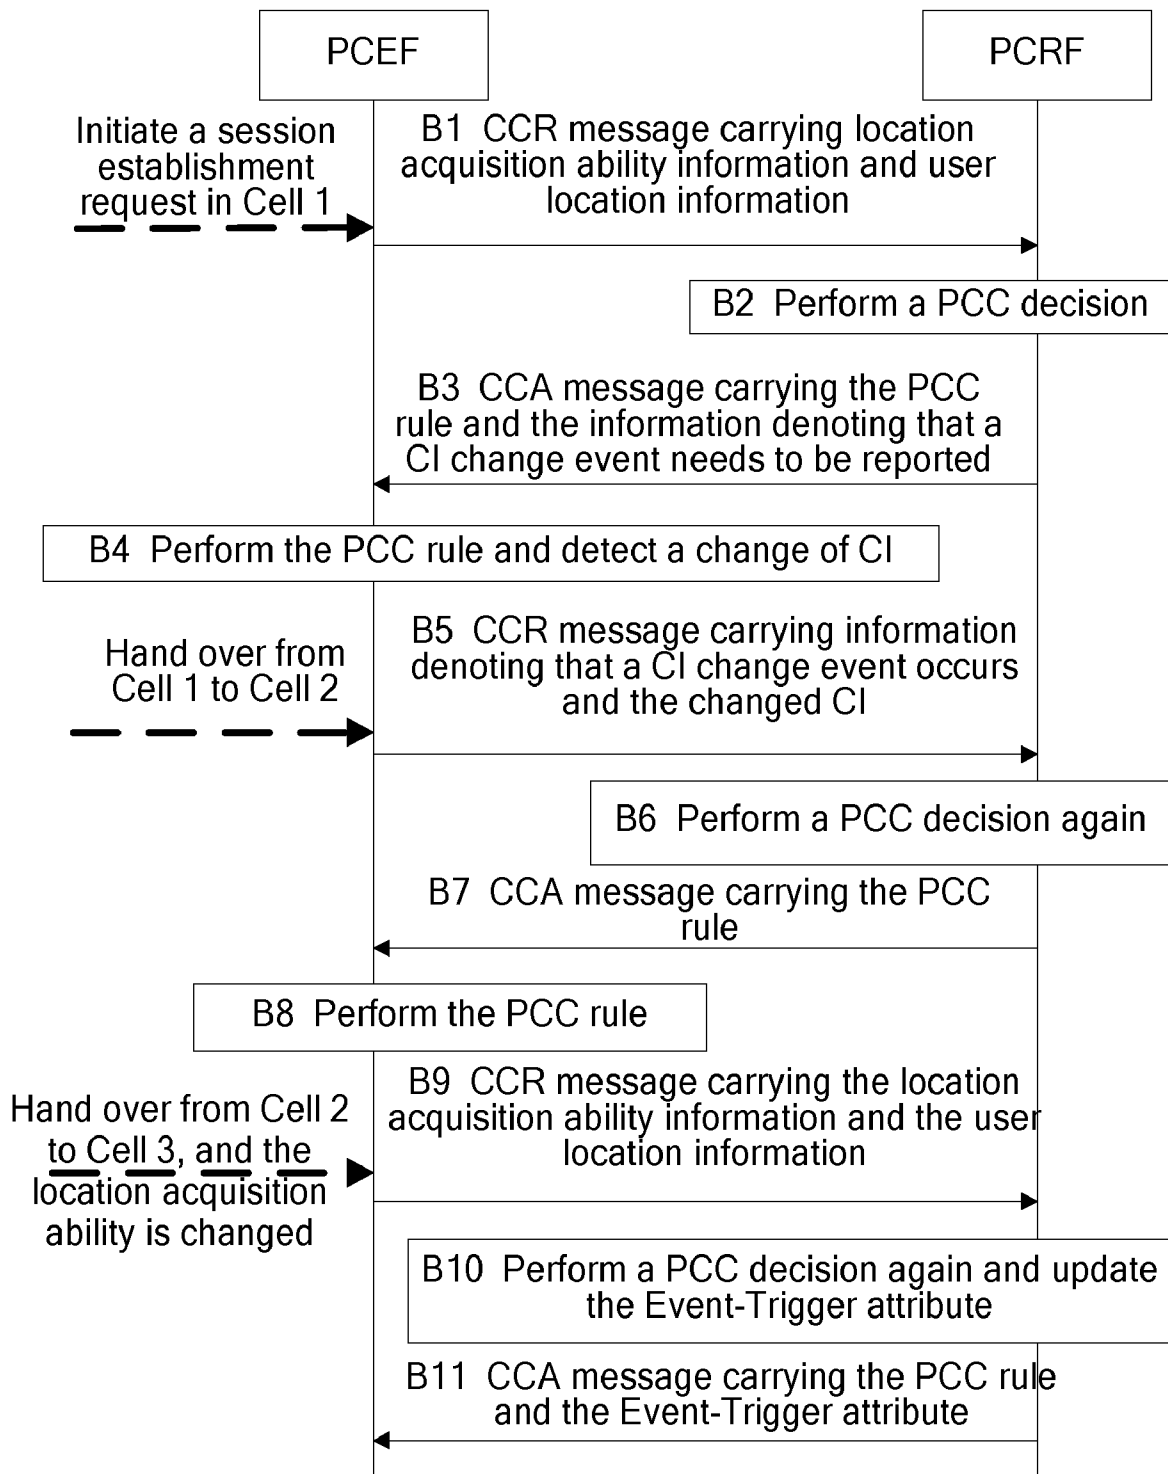 PCEF
PCRF
Initiate a session
establishment
request in Cell 1
B1 CCR message carrying location
acquisition ability information and user
location information
B2 Perform a PCC decision
B3 CCA message carrying the PCC
rule and the information denoting that a
CI change event needs to be reported
B4 Perform the PCC rule and detect a change of CI
Hand over from
Cell 1 to Cell 2
B5 CCR message carrying information
denoting that a CI change event occurs
and the changed CI
B6 Perform a PCC decision again
B7 CCA message carrying the PCC
rule
B8 Perform the PCC rule
Hand over from Cell 2
to Cell 3, and the
location acquisition
ability is changed
B9 CCR message carrying the location
acquisition ability information and the user
location information
B10 Perform a PCC decision again and update
the Event-Trigger attribute
B11 CCA message carrying the PCC rule
and the Event-Trigger attribute